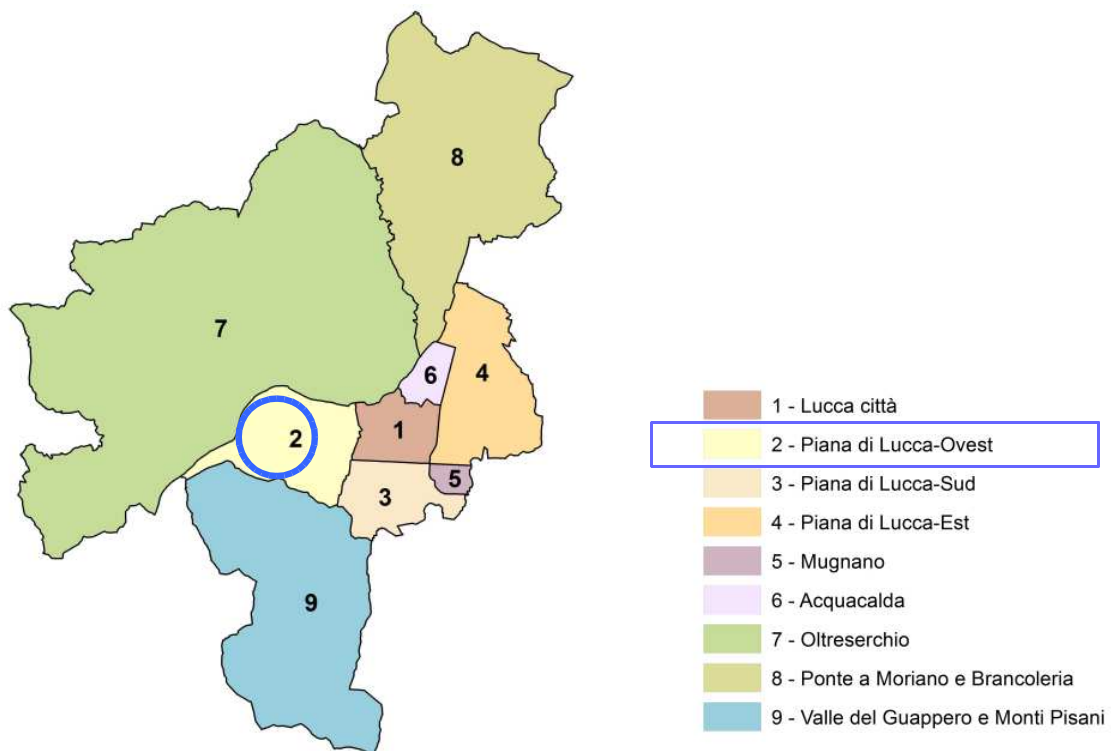 8
7
6
4
2
1
5
3
9
1 - Lucca città
2 - Piana di Lucca-Ovest
3 - Piana di Lucca-Sud
4 - Piana di Lucca-Est
5 - Mugnano
6 - Acquacalda
7 - Oltreserchio
8 - Ponte a Moriano e Brancoleria
9 - Valle del Guappero e Monti Pisani